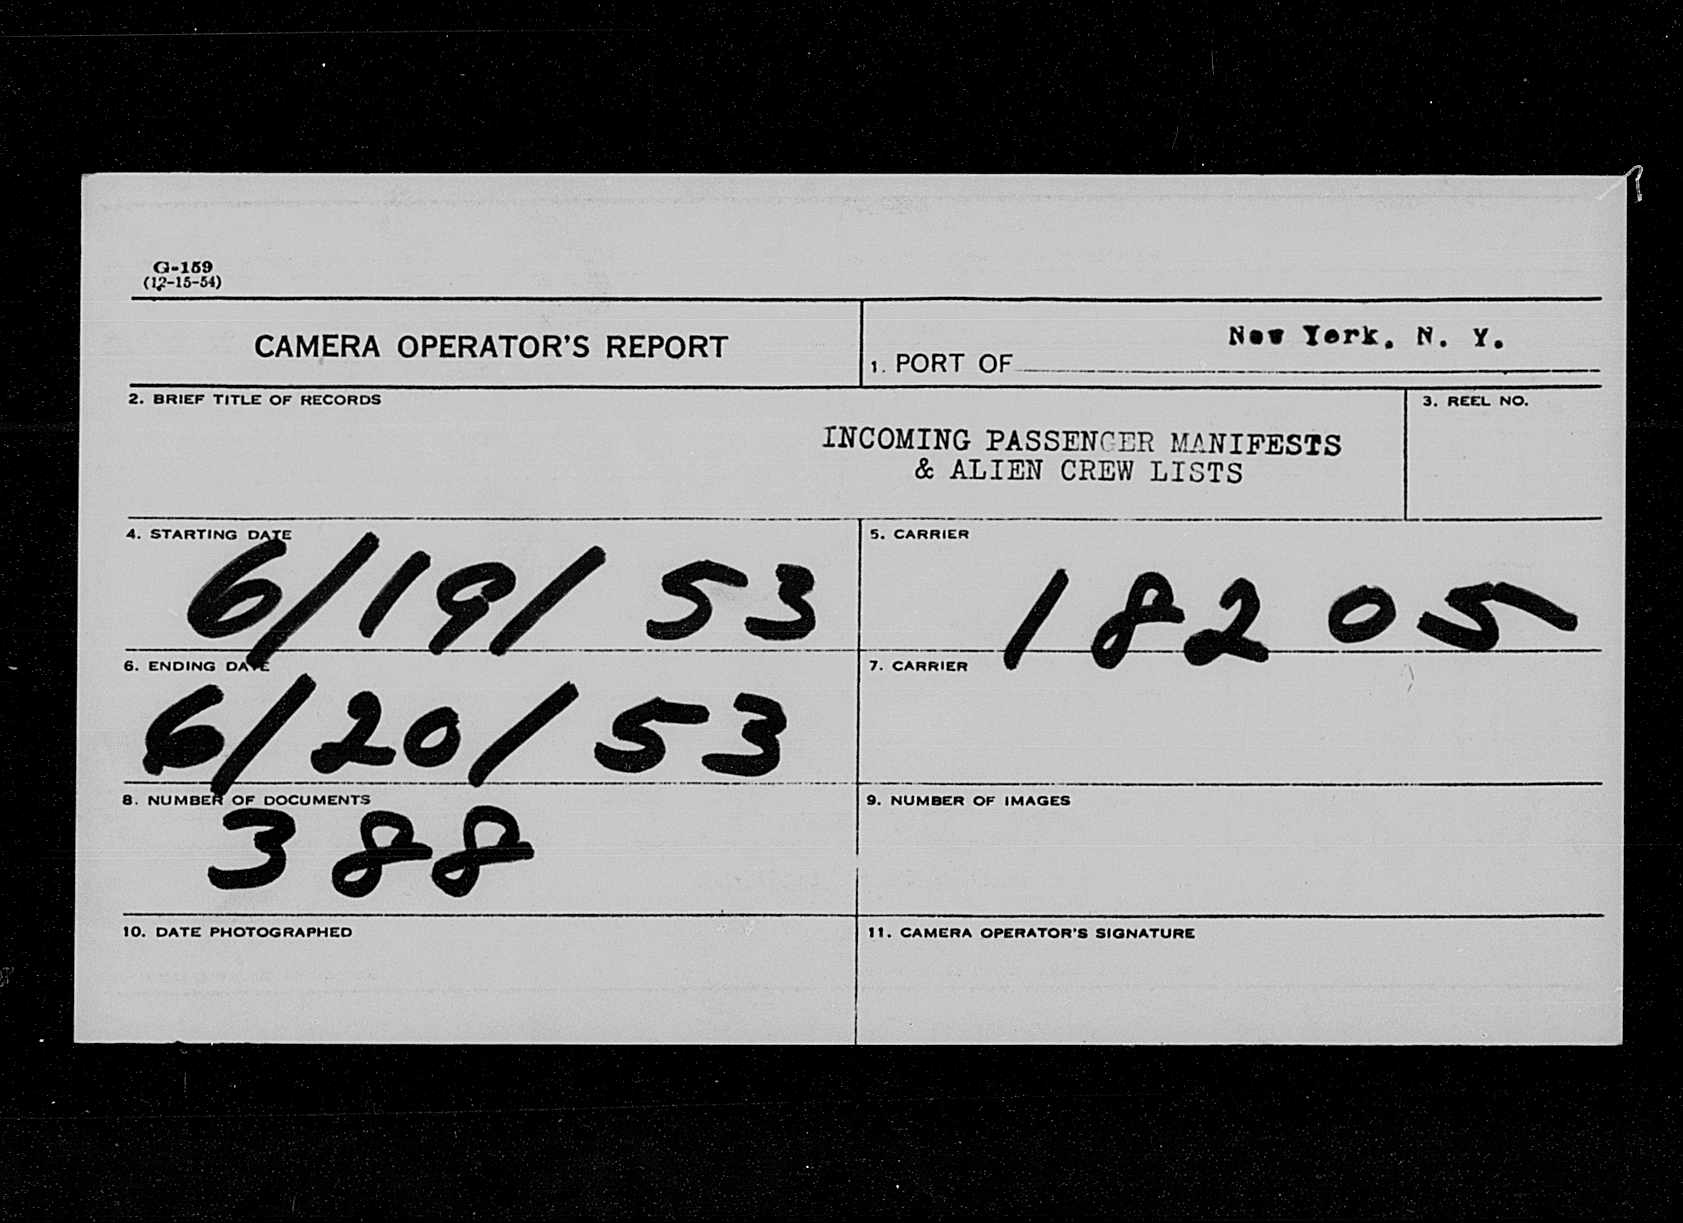 G-159
(12-15-54)
CAMERA OPERATOR'S REPORT
1. PORT OF New York, N. Y.
2. BRIEF TITLE OF RECORDS
INCOMING PASSENGER MANIFESTS
& ALIEN CREW LISTS
3. REEL NO.
4. STARTING DATE
6/19/53
5. CARRIER
18205
6. ENDING DATE
6/20/53
7. CARRIER
8. NUMBER OF DOCUMENTS
388
9. NUMBER OF IMAGES
10. DATE PHOTOGRAPHED
11. CAMERA OPERATOR'S SIGNATURE